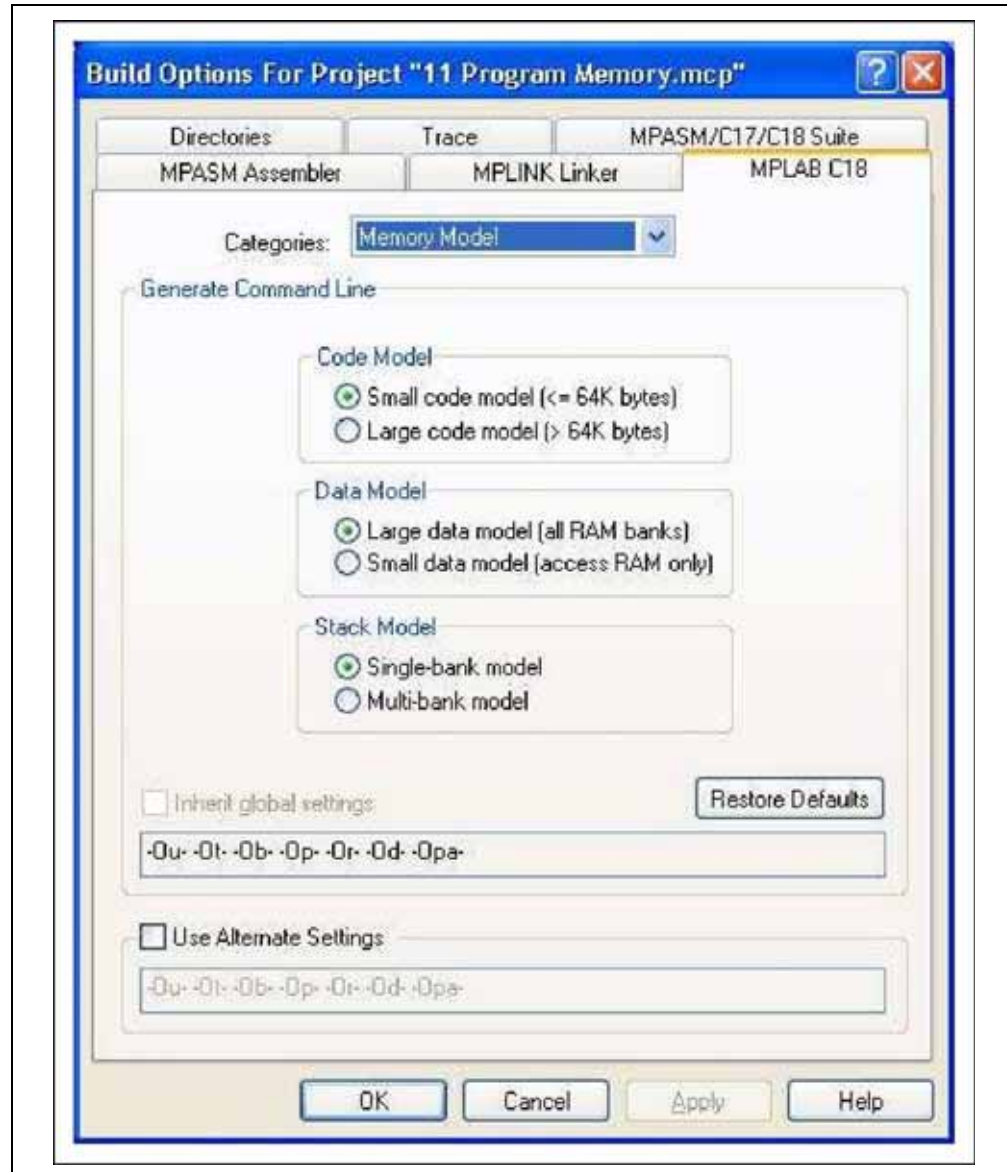 Build Options For Project "11 Program Memory.mcp"
Directories Trace MPASM/C17/C18 Suite
MPASM Assembler MPLINK Linker MPLAB C18
Categories: Memory Model
Generate Command Line
Code Model
Small code model (<= 64K bytes)
Large code model (> 64K bytes)
Data Model
Large data model (all RAM banks)
Small data model (access RAM only)
Stack Model
Single-bank model
Multi-bank model
Inherit global settings Restore Defaults
-Ou- -Ot- -Ob- -Op- -Or- -Od- -Opa-
Use Alternate Settings
-Ou- -Ot- -Ob- -Op- -Or- -Od- -Opa-
OK Cancel Apply Help